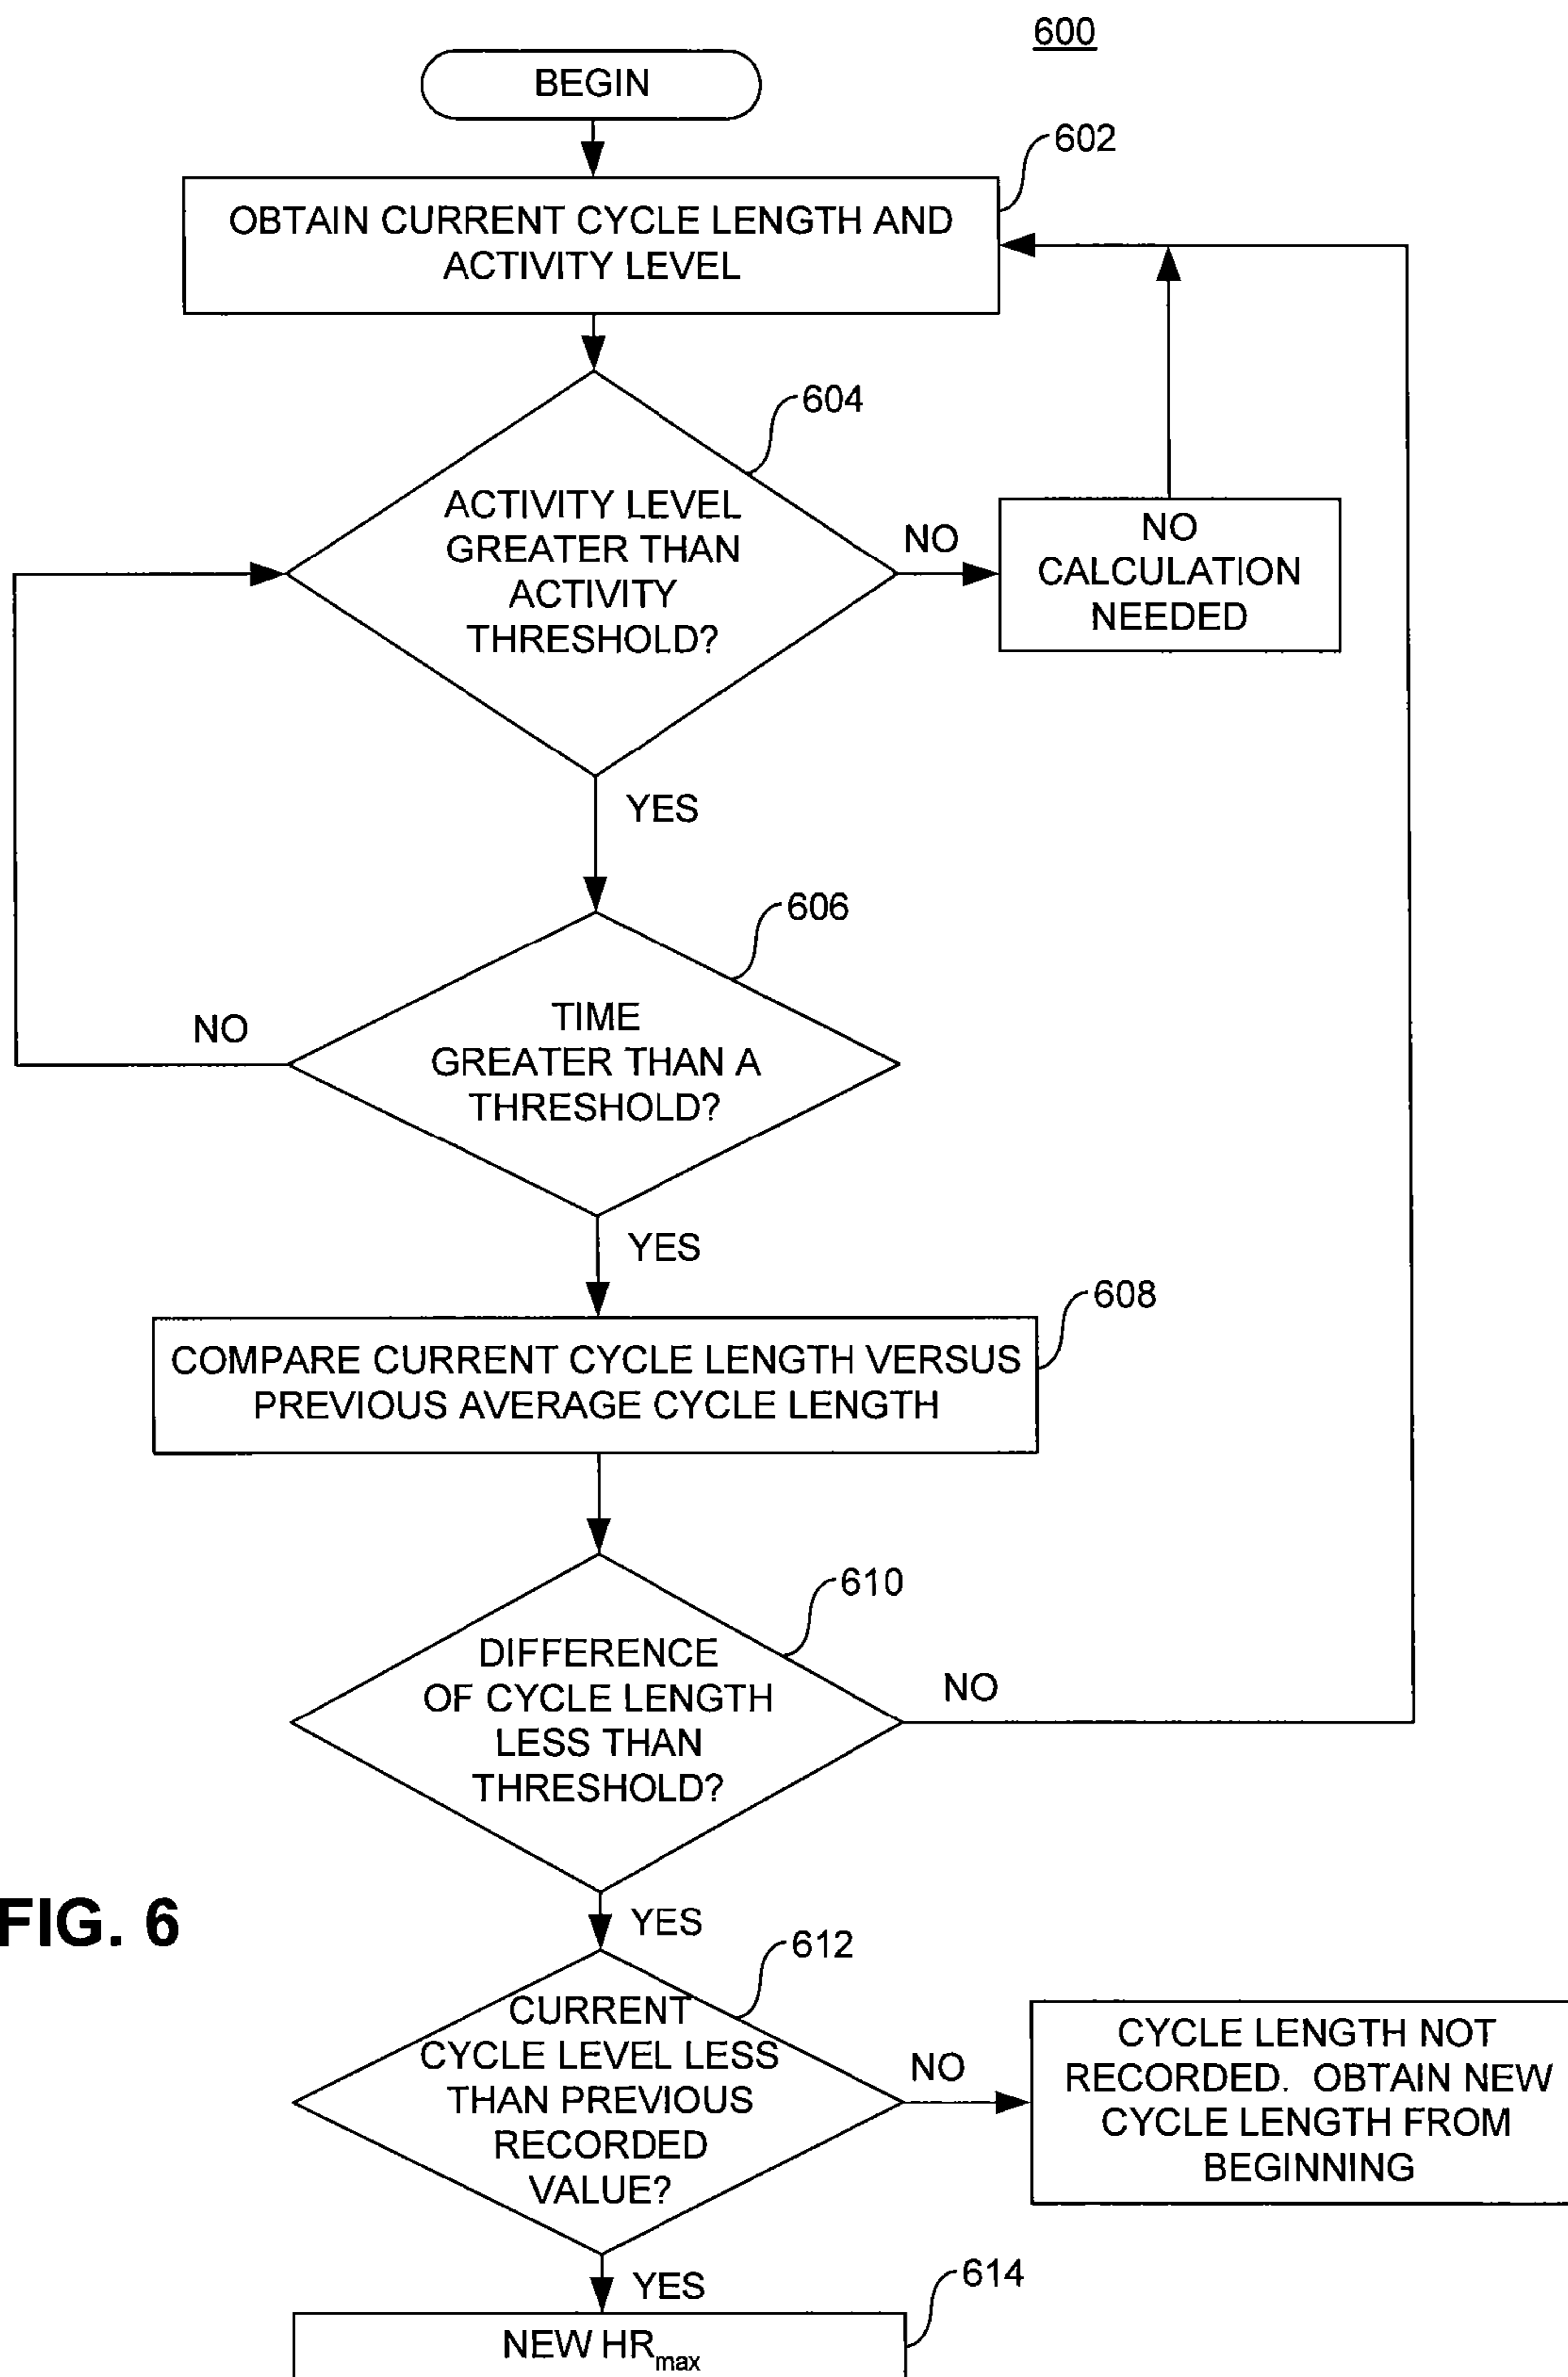 600
BEGIN
602
OBTAIN CURRENT CYCLE LENGTH AND
ACTIVITY LEVEL
604
ACTIVITY LEVEL
GREATER THAN
ACTIVITY
THRESHOLD?
NO
NO
CALCULATION
NEEDED
YES
606
TIME
GREATER THAN A
THRESHOLD?
NO
YES
608
COMPARE CURRENT CYCLE LENGTH VERSUS
PREVIOUS AVERAGE CYCLE LENGTH
610
DIFFERENCE
OF CYCLE LENGTH
LESS THAN
THRESHOLD?
NO
YES
FIG. 6
612
CURRENT
CYCLE LEVEL LESS
THAN PREVIOUS
RECORDED
VALUE?
NO
CYCLE LENGTH NOT
RECORDED. OBTAIN NEW
CYCLE LENGTH FROM
BEGINNING
YES
614
NEW HRmax